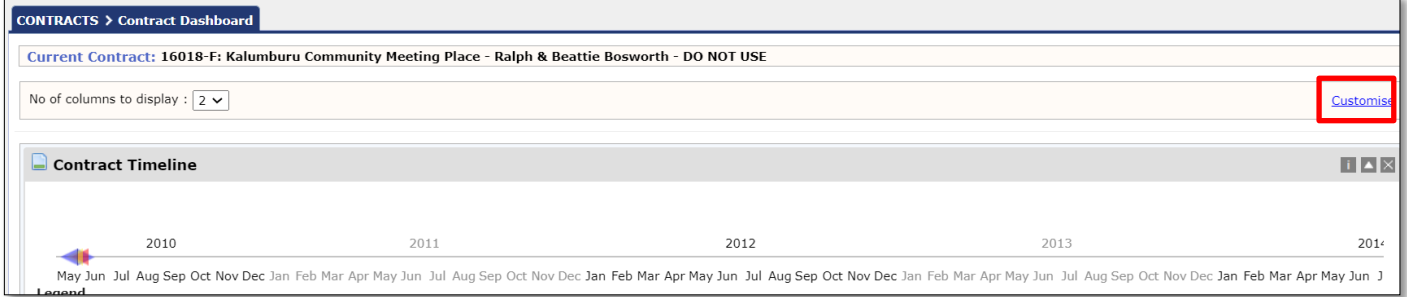 CONTRACTS > Contract Dashboard
Current Contract: 16018-F: Kalumburu Community Meeting Place - Ralph & Beattie Bosworth - DO NOT USE
No of columns to display : 2
Customise
Contract Timeline
i
2010 2011 2012 2013 2014
May Jun Jul Aug Sep Oct Nov Dec Jan Feb Mar Apr May Jun Jul Aug Sep Oct Nov Dec Jan Feb Mar Apr May Jun Jul Aug Sep Oct Nov Dec Jan Feb Mar Apr May Jun Jul Aug Sep Oct Nov Dec Jan Feb Mar Apr May Jun J
Legend